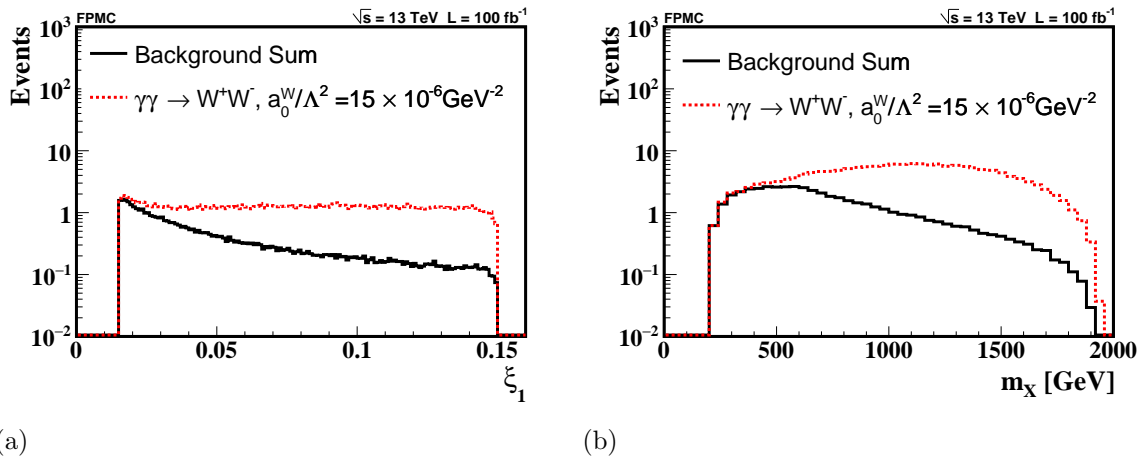 FPMC √s = 13 TeV L = 100 fb⁻¹
Events
10³
10²
10
1
10⁻¹
10⁻²
Background Sum
γγ → W⁺W⁻, a₀ᵂ/Λ² =15 × 10⁻⁶GeV⁻²
0 0.05 0.1 0.15
ξ₁
(a)
FPMC √s = 13 TeV L = 100 fb⁻¹
Events
10³
10²
10
1
10⁻¹
10⁻²
Background Sum
γγ → W⁺W⁻, a₀ᵂ/Λ² =15 × 10⁻⁶GeV⁻²
0 500 1000 1500 2000
m_X [GeV]
(b)